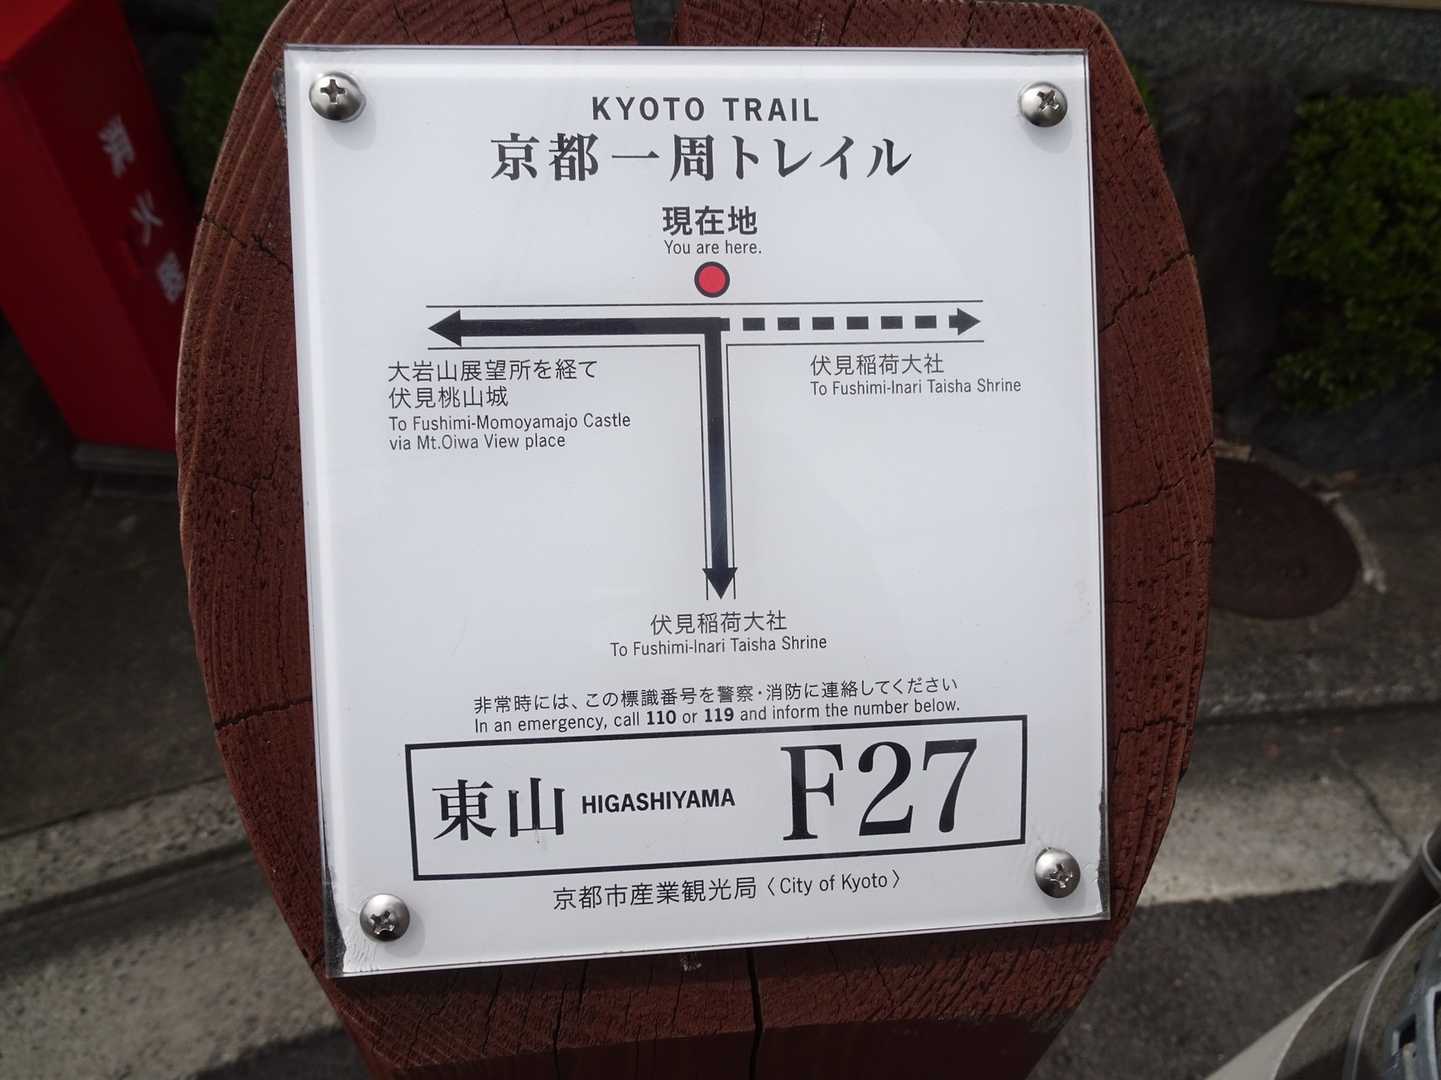 KYOTO TRAIL
京都一周トレイル
現在地
You are here.
大岩山展望所を経て
伏見桃山城
To Fushimi-Momoyamajo Castle
via Mt.Oiwa View place
伏見稲荷大社
To Fushimi-Inari Taisha Shrine
伏見稲荷大社
To Fushimi-Inari Taisha Shrine
非常時には、この標識番号を警察・消防に連絡してください
In an emergency, call 110 or 119 and inform the number below.
東山 HIGASHIYAMA F27
京都市産業観光局〈City of Kyoto〉
消火器